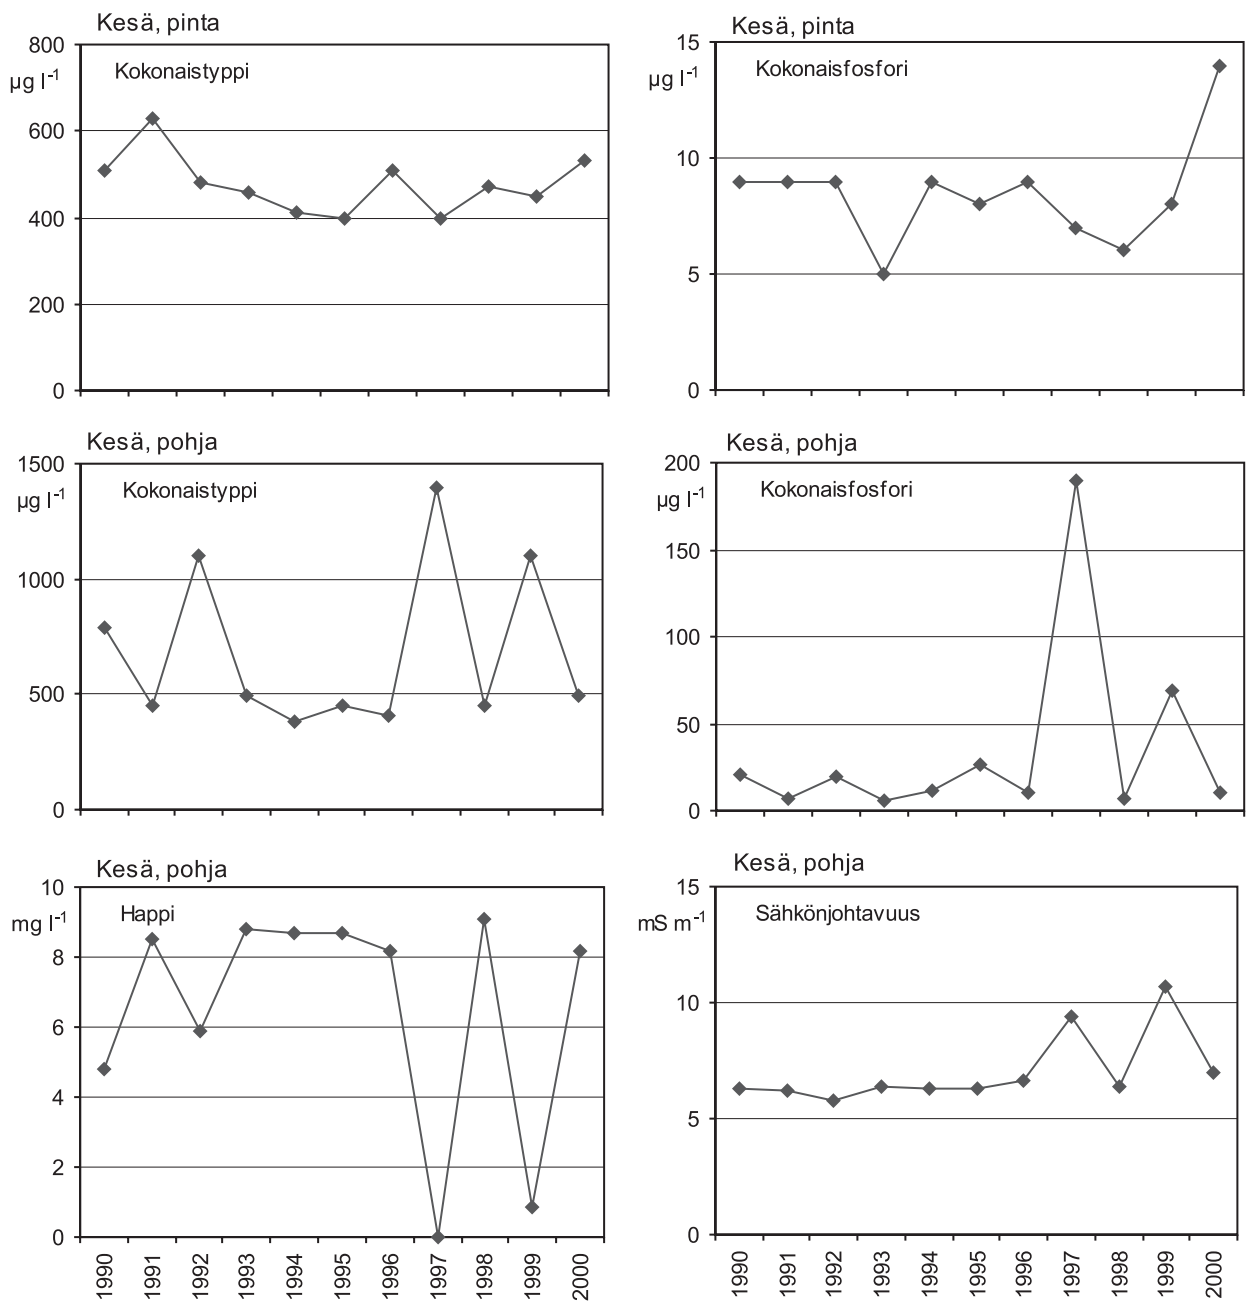 Kesä, pinta
800
µg l-1
Kokonaistyppi
600
400
200
0
Kesä, pinta
15
µg l-1
Kokonaisfosfori
10
5
0
Kesä, pohja
1500
µg l-1
Kokonaistyppi
1000
500
0
Kesä, pohja
200
µg l-1
Kokonaisfosfori
150
100
50
0
Kesä, pohja
10
mg l-1
Happi
8
6
4
2
0
1990
1991
1992
1993
1994
1995
1996
1997
1998
1999
2000
Kesä, pohja
15
mS m-1
Sähkönjohtavuus
10
5
0
1990
1991
1992
1993
1994
1995
1996
1997
1998
1999
2000